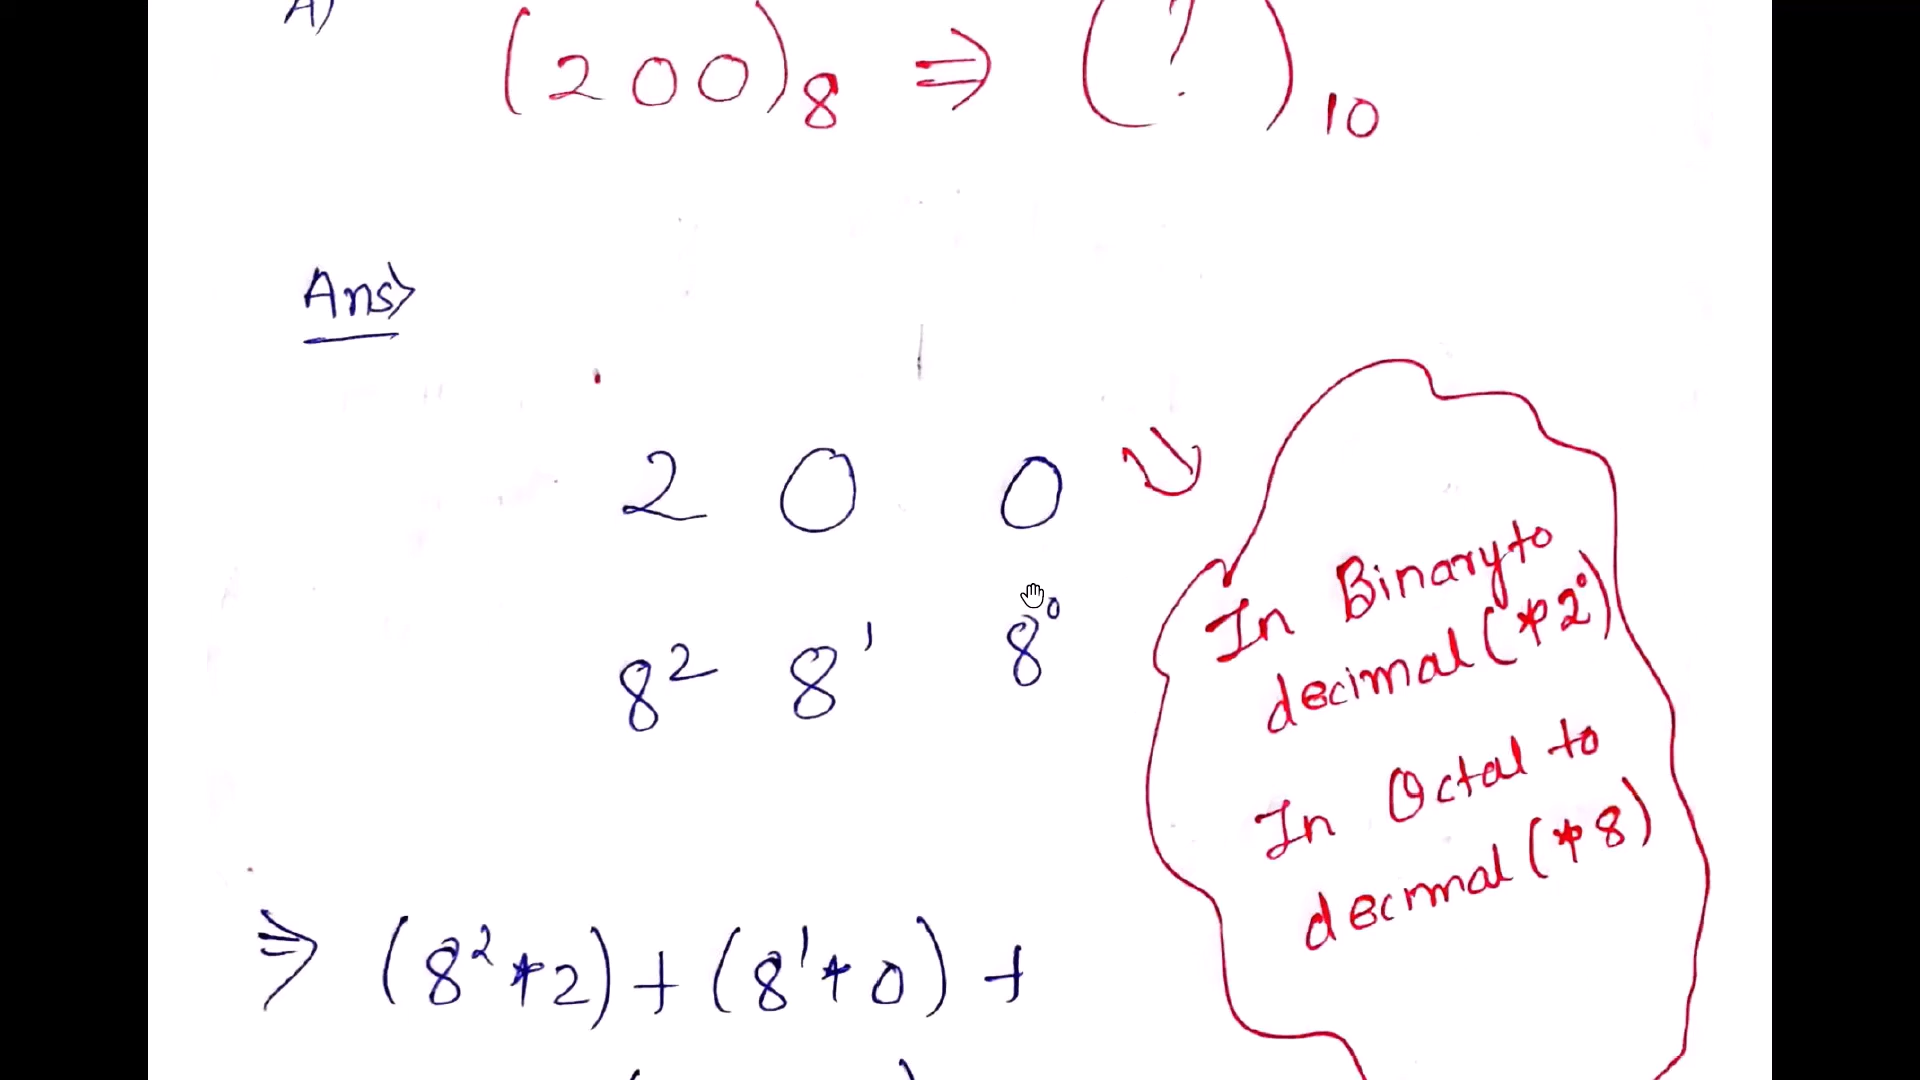 A)
(200)8 ⇒ (?)10
Ans>
2 0 0
8² 8¹ 8⁰
In Binary to
decimal (*2⁰)
In Octal to
decimal (*8)
⇒ (8²*2) + (8¹*0) +